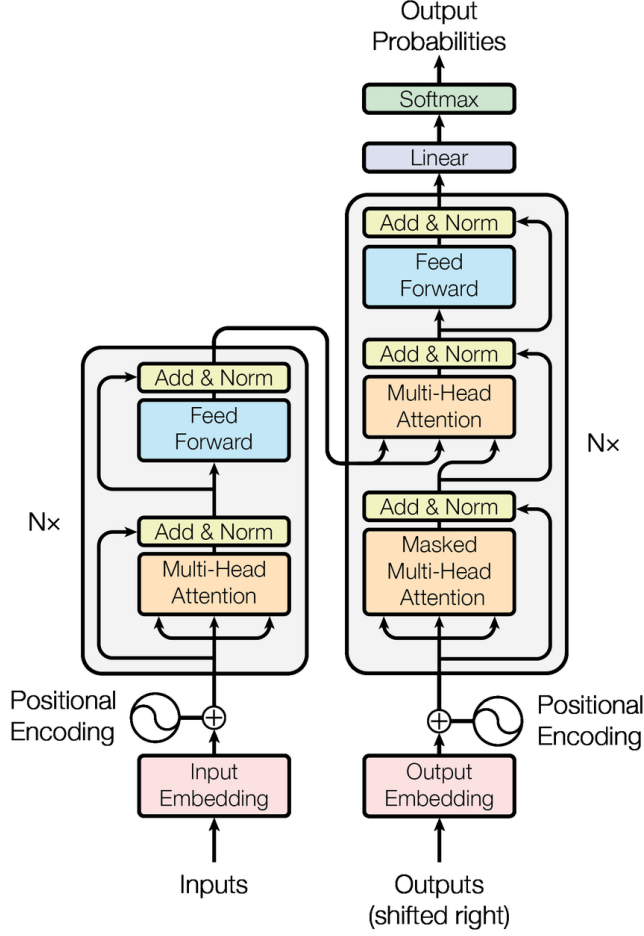 Output
Probabilities
Softmax
Linear
Add & Norm
Feed
Forward
Add & Norm
Multi-Head
Attention
Add & Norm
Masked
Multi-Head
Attention
Nx
Positional
Encoding
Output
Embedding
Outputs
(shifted right)
Add & Norm
Feed
Forward
Add & Norm
Multi-Head
Attention
Nx
Positional
Encoding
Input
Embedding
Inputs